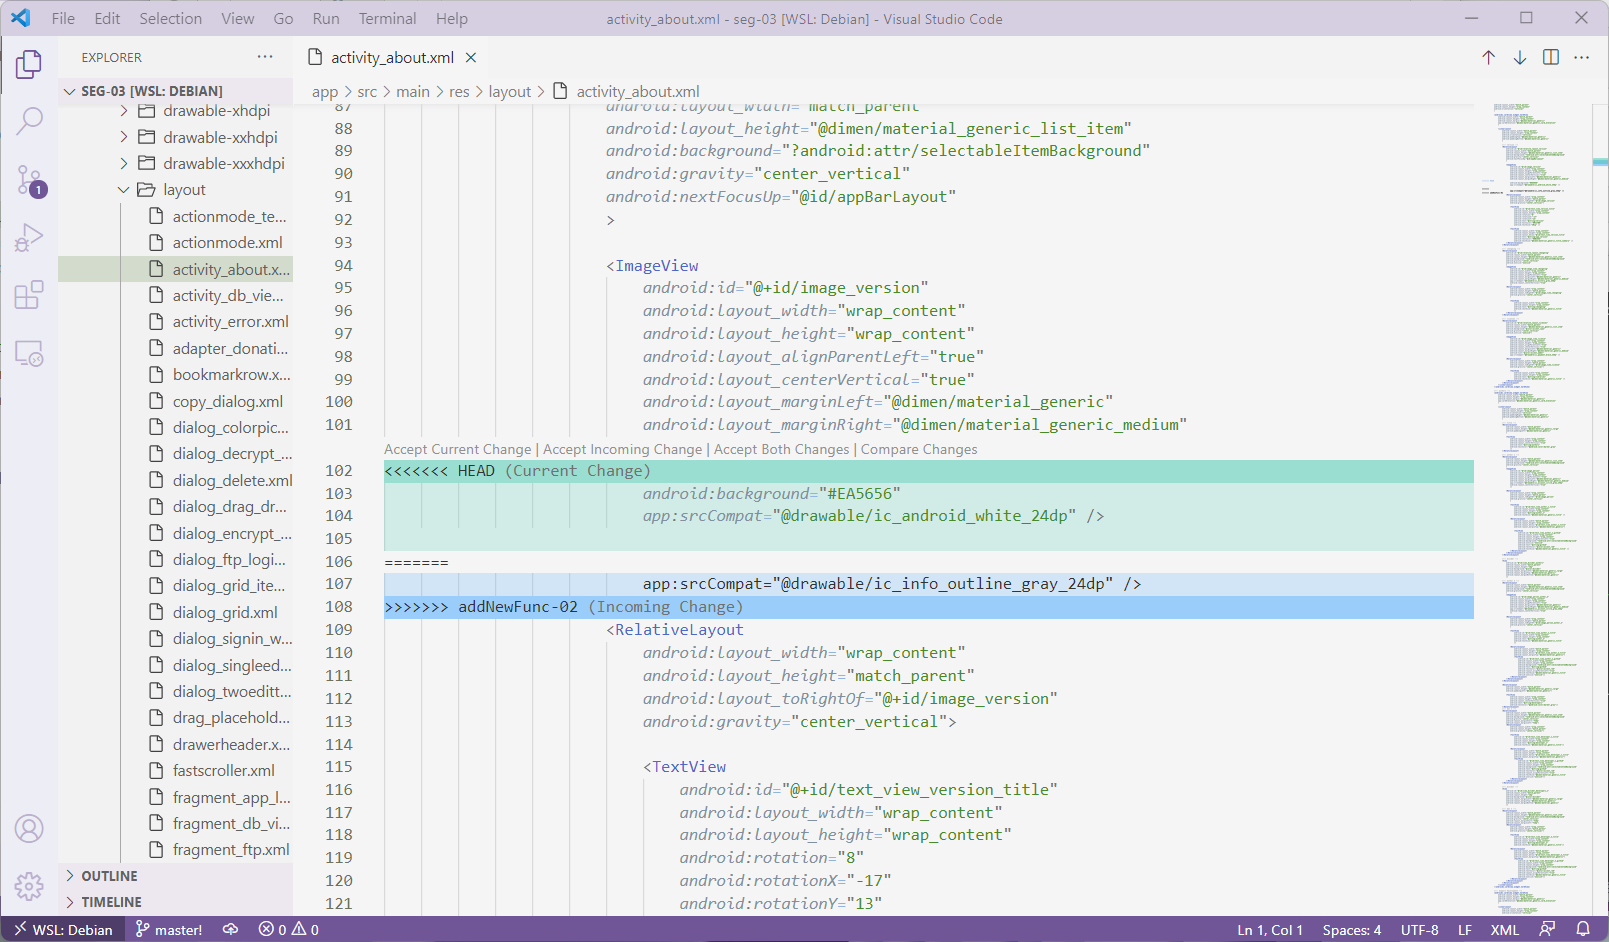 File Edit Selection View Go Run Terminal Help activity_about.xml - seg-03 [WSL: Debian] - Visual Studio Code
EXPLORER ··· activity_about.xml
SEG-03 [WSL: DEBIAN] app > src > main > res > layout > activity_about.xml
drawable-xhdpi
drawable-xxhdpi
drawable-xxxhdpi
layout
actionmode_te...
actionmode.xml
activity_about.x...
activity_db_vie...
activity_error.xml
adapter_donati...
bookmarkrow.x...
copy_dialog.xml
dialog_colorpic...
dialog_decrypt_...
dialog_delete.xml
dialog_drag_dr...
dialog_encrypt_...
dialog_ftp_logi...
dialog_grid_ite...
dialog_grid.xml
dialog_signin_w...
dialog_singleed...
dialog_twoeditt...
drag_placehold...
drawerheader.x...
fastscroller.xml
fragment_app_l...
fragment_db_vi...
fragment_ftp.xml
OUTLINE
TIMELINE
1
87 android:layout_width="match_parent"
88 android:layout_height="@dimen/material_generic_list_item"
89 android:background="?android:attr/selectableItemBackground"
90 android:gravity="center_vertical"
91 android:nextFocusUp="@id/appBarLayout"
92 >
93
94 <ImageView
95 android:id="@+id/image_version"
96 android:layout_width="wrap_content"
97 android:layout_height="wrap_content"
98 android:layout_alignParentLeft="true"
99 android:layout_centerVertical="true"
100 android:layout_marginLeft="@dimen/material_generic"
101 android:layout_marginRight="@dimen/material_generic_medium"
Accept Current Change | Accept Incoming Change | Accept Both Changes | Compare Changes
102 <<<<<<< HEAD (Current Change)
103 android:background="#EA5656"
104 app:srcCompat="@drawable/ic_android_white_24dp" />
105
106 =======
107 app:srcCompat="@drawable/ic_info_outline_gray_24dp" />
108 >>>>>>> addNewFunc-02 (Incoming Change)
109 <RelativeLayout
110 android:layout_width="wrap_content"
111 android:layout_height="match_parent"
112 android:layout_toRightOf="@+id/image_version"
113 android:gravity="center_vertical">
114
115 <TextView
116 android:id="@+id/text_view_version_title"
117 android:layout_width="wrap_content"
118 android:layout_height="wrap_content"
119 android:rotation="8"
120 android:rotationX="-17"
121 android:rotationY="13"
WSL: Debian master! 0 0 Ln 1, Col 1 Spaces: 4 UTF-8 LF XML